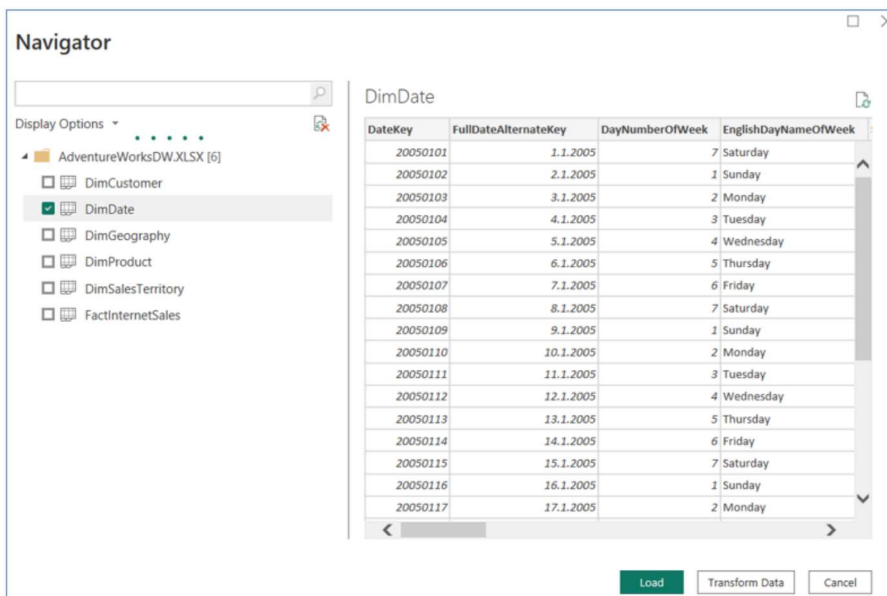 Navigator
Display Options
AdventureWorksDW.XLSX [6]
DimCustomer
DimDate
DimGeography
DimProduct
DimSalesTerritory
FactInternetSales
DimDate
DateKey FullDateAlternateKey DayNumberOfWeek EnglishDayNameOfWeek
20050101 1.1.2005 7 Saturday
20050102 2.1.2005 1 Sunday
20050103 3.1.2005 2 Monday
20050104 4.1.2005 3 Tuesday
20050105 5.1.2005 4 Wednesday
20050106 6.1.2005 5 Thursday
20050107 7.1.2005 6 Friday
20050108 8.1.2005 7 Saturday
20050109 9.1.2005 1 Sunday
20050110 10.1.2005 2 Monday
20050111 11.1.2005 3 Tuesday
20050112 12.1.2005 4 Wednesday
20050113 13.1.2005 5 Thursday
20050114 14.1.2005 6 Friday
20050115 15.1.2005 7 Saturday
20050116 16.1.2005 1 Sunday
20050117 17.1.2005 2 Monday
Load Transform Data Cancel